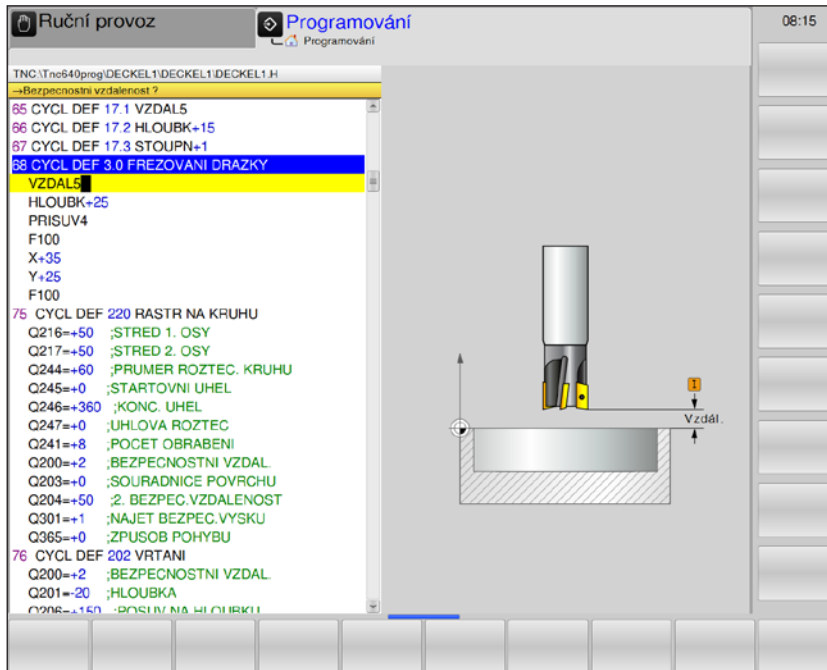 Ruční provoz
Programování
Programování
08:15
TNC:\Tnc640prog\DECKEL1\DECKEL1\DECKEL1.H
→Bezpecnostni vzdalenost ?
65 CYCL DEF 17.1 VZDAL5
66 CYCL DEF 17.2 HLOUBK+15
67 CYCL DEF 17.3 STOUPN+1
68 CYCL DEF 3.0 FREZOVANI DRAZKY
VZDAL5
HLOUBK+25
PRISUV4
F100
X+35
Y+25
F100
75 CYCL DEF 220 RASTR NA KRUHU
Q216=+50 ;STRED 1. OSY
Q217=+50 ;STRED 2. OSY
Q244=+60 ;PRUMER ROZTEC. KRUHU
Q245=+0 ;STARTOVNI UHEL
Q246=+360 ;KONC. UHEL
Q247=+0 ;UHLOVA ROZTEC
Q241=+8 ;POCET OBRABENI
Q200=+2 ;BEZPECNOSTNI VZDAL.
Q203=+0 ;SOURADNICE POVRCHU
Q204=+50 ;2. BEZPEC.VZDALENOST
Q301=+1 ;NAJET BEZPEC.VYSKU
Q365=+0 ;ZPUSOB POHYBU
76 CYCL DEF 202 VRTANI
Q200=+2 ;BEZPECNOSTNI VZDAL.
Q201=-20 ;HLOUBKA
Q206=+150 ;POSUV NA HLOUBKU
I
Vzdál.